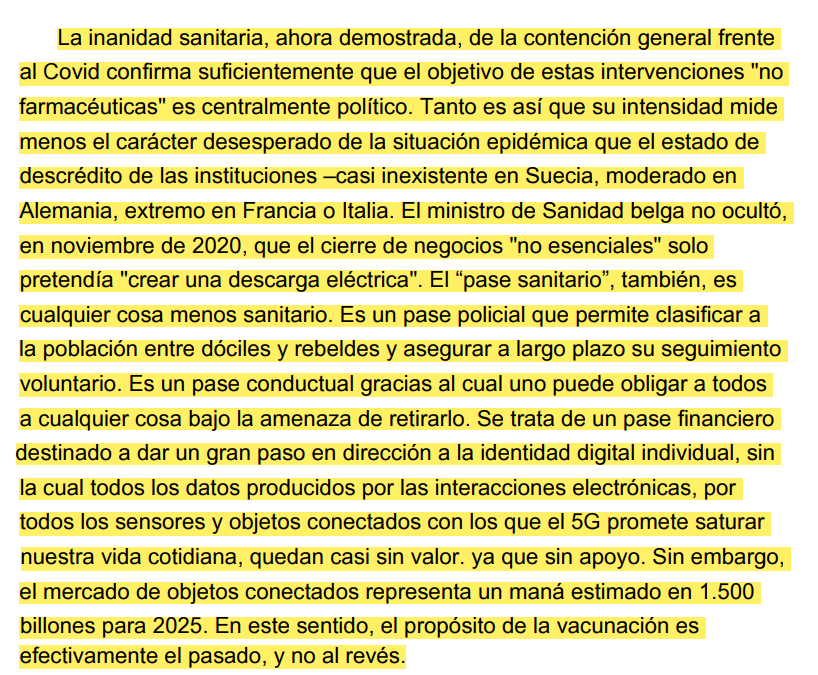 La inanidad sanitaria, ahora demostrada, de la contención general frente
al Covid confirma suficientemente que el objetivo de estas intervenciones "no
farmacéuticas" es centralmente político. Tanto es así que su intensidad mide
menos el carácter desesperado de la situación epidémica que el estado de
descrédito de las instituciones –casi inexistente en Suecia, moderado en
Alemania, extremo en Francia o Italia. El ministro de Sanidad belga no ocultó,
en noviembre de 2020, que el cierre de negocios "no esenciales" solo
pretendía "crear una descarga eléctrica". El “pase sanitario”, también, es
cualquier cosa menos sanitario. Es un pase policial que permite clasificar a
la población entre dóciles y rebeldes y asegurar a largo plazo su seguimiento
voluntario. Es un pase conductual gracias al cual uno puede obligar a todos
a cualquier cosa bajo la amenaza de retirarlo. Se trata de un pase financiero
destinado a dar un gran paso en dirección a la identidad digital individual, sin
la cual todos los datos producidos por las interacciones electrónicas, por
todos los sensores y objetos conectados con los que el 5G promete saturar
nuestra vida cotidiana, quedan casi sin valor. ya que sin apoyo. Sin embargo,
el mercado de objetos conectados representa un maná estimado en 1.500
billones para 2025. En este sentido, el propósito de la vacunación es
efectivamente el pasado, y no al revés.